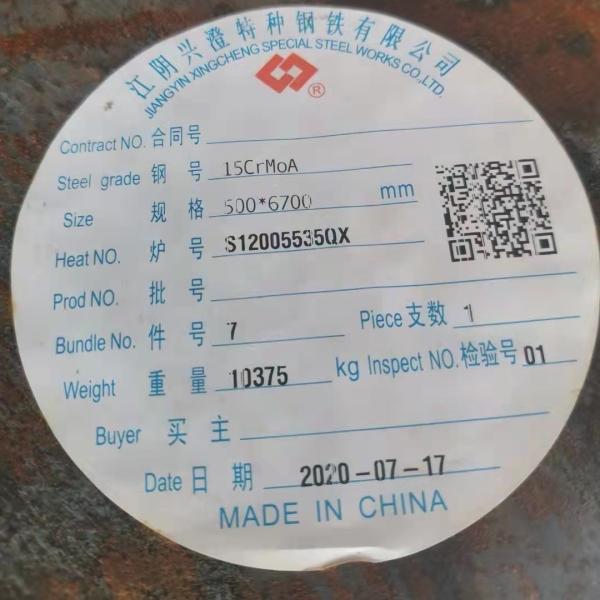 江阴兴澄特种钢铁有限公司
JIANGYIN XINGCHENG SPECIAL STEEL WORKS CO.,LTD.
®
Contract NO. 合同号
Steel grade 钢 号 15CrMoA
Size 规 格 500*6700 mm
Heat NO. 炉 号 S12005535QX
Prod NO. 批 号
Bundle No. 件 号 7 Piece 支数 1
Weight 重 量 10375 kg Inspect NO. 检验号 01
Buyer 买 主
Date 日 期 2020-07-17
MADE IN CHINA